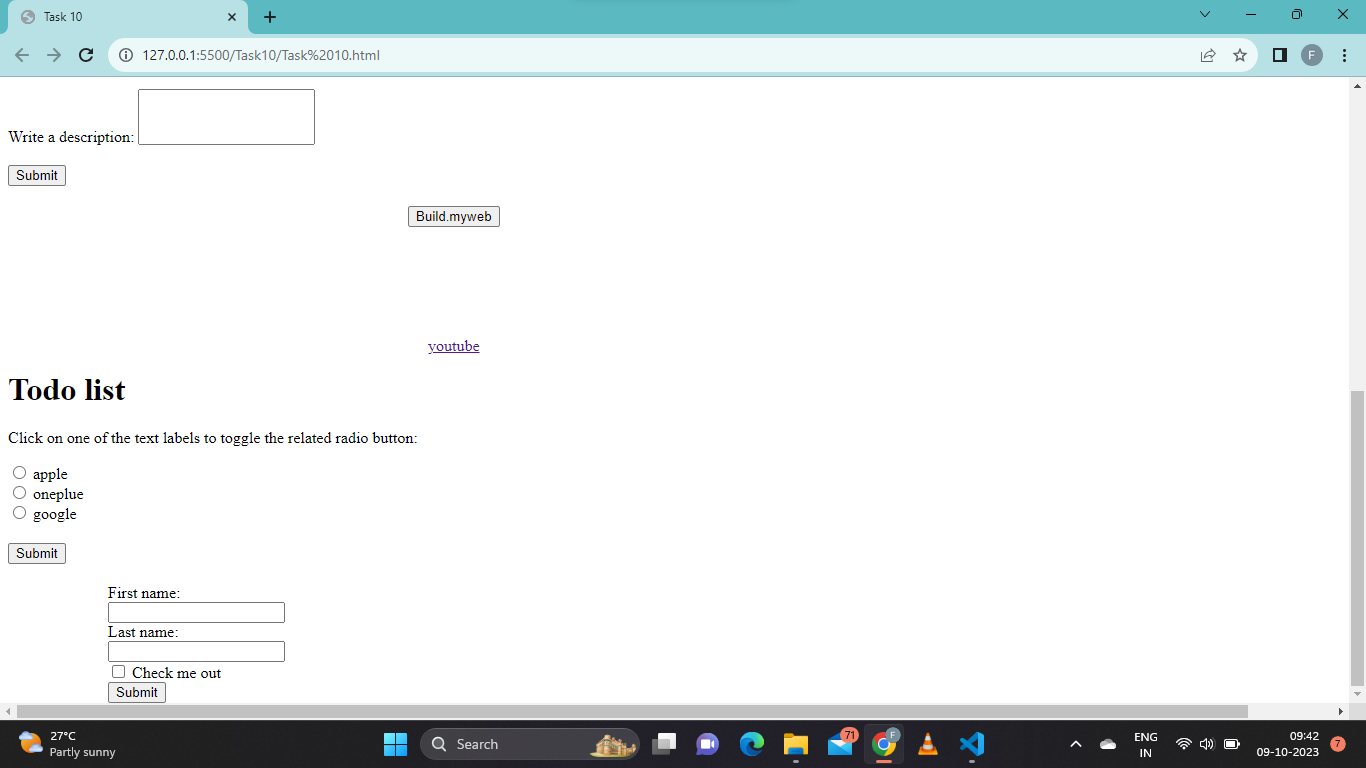 Task 10
127.0.0.1:5500/Task10/Task%2010.html
F
Write a description:
Submit
Build.myweb
youtube
Todo list
Click on one of the text labels to toggle the related radio button:
apple
oneplue
google
Submit
First name:
Last name:
Check me out
Submit
27°C
Partly sunny
Search
71
F
ENG
IN
09:42
09-10-2023
7